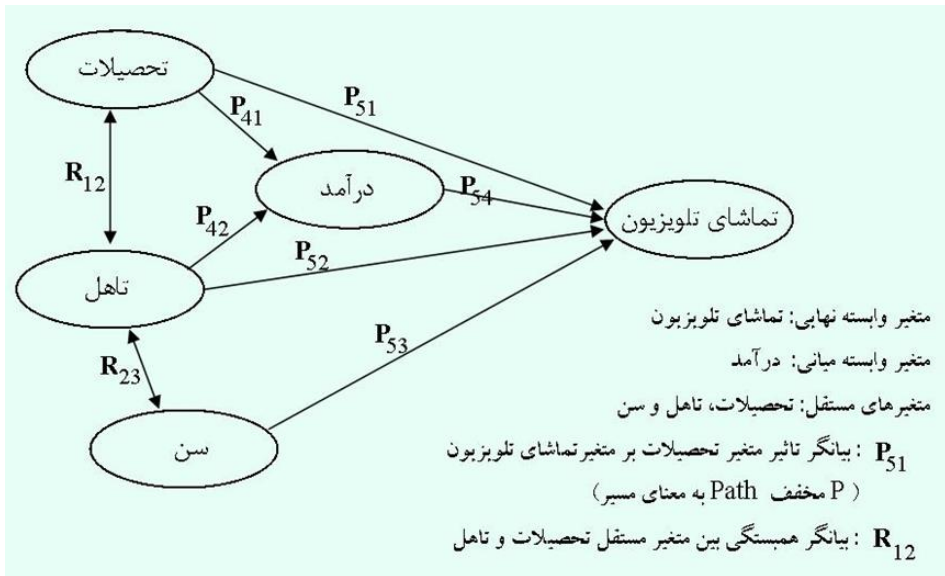 تحصیلات
P51
P41
R12
درآمد
P54
تماشای تلویزیون
P42
P52
تاهل
P53
R23
سن
متغیر وابسته نهایی: تماشای تلویزیون
متغیر وابسته میانی: درآمد
متغیرهای مستقل: تحصیلات، تاهل و سن
P51 : بیانگر تاثیر متغیر تحصیلات بر متغیرتماشای تلویزیون
( P مخفف Path به معنای مسیر)
R12 : بیانگر همبستگی بین متغیر مستقل تحصیلات و تاهل